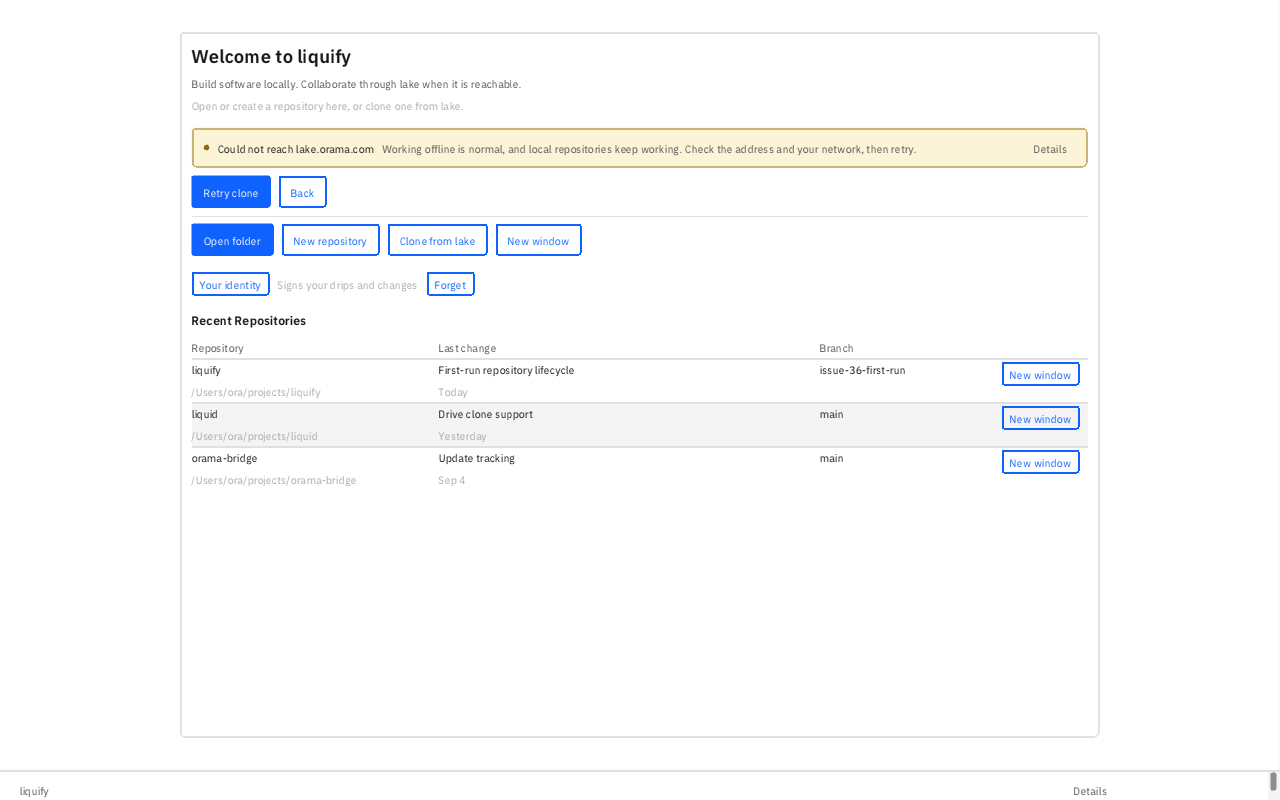 Welcome to liquify
Build software locally. Collaborate through lake when it is reachable.
Open or create a repository here, or clone one from lake.
Could not reach lake.orama.com Working offline is normal, and local repositories keep working. Check the address and your network, then retry. Details
Retry clone Back
Open folder New repository Clone from lake New window
Your identity Signs your drips and changes Forget
Recent Repositories
Repository Last change Branch
liquify First-run repository lifecycle issue-36-first-run New window
/Users/ora/projects/liquify Today
liquid Drive clone support main New window
/Users/ora/projects/liquid Yesterday
orama-bridge Update tracking main New window
/Users/ora/projects/orama-bridge Sep 4
liquify Details